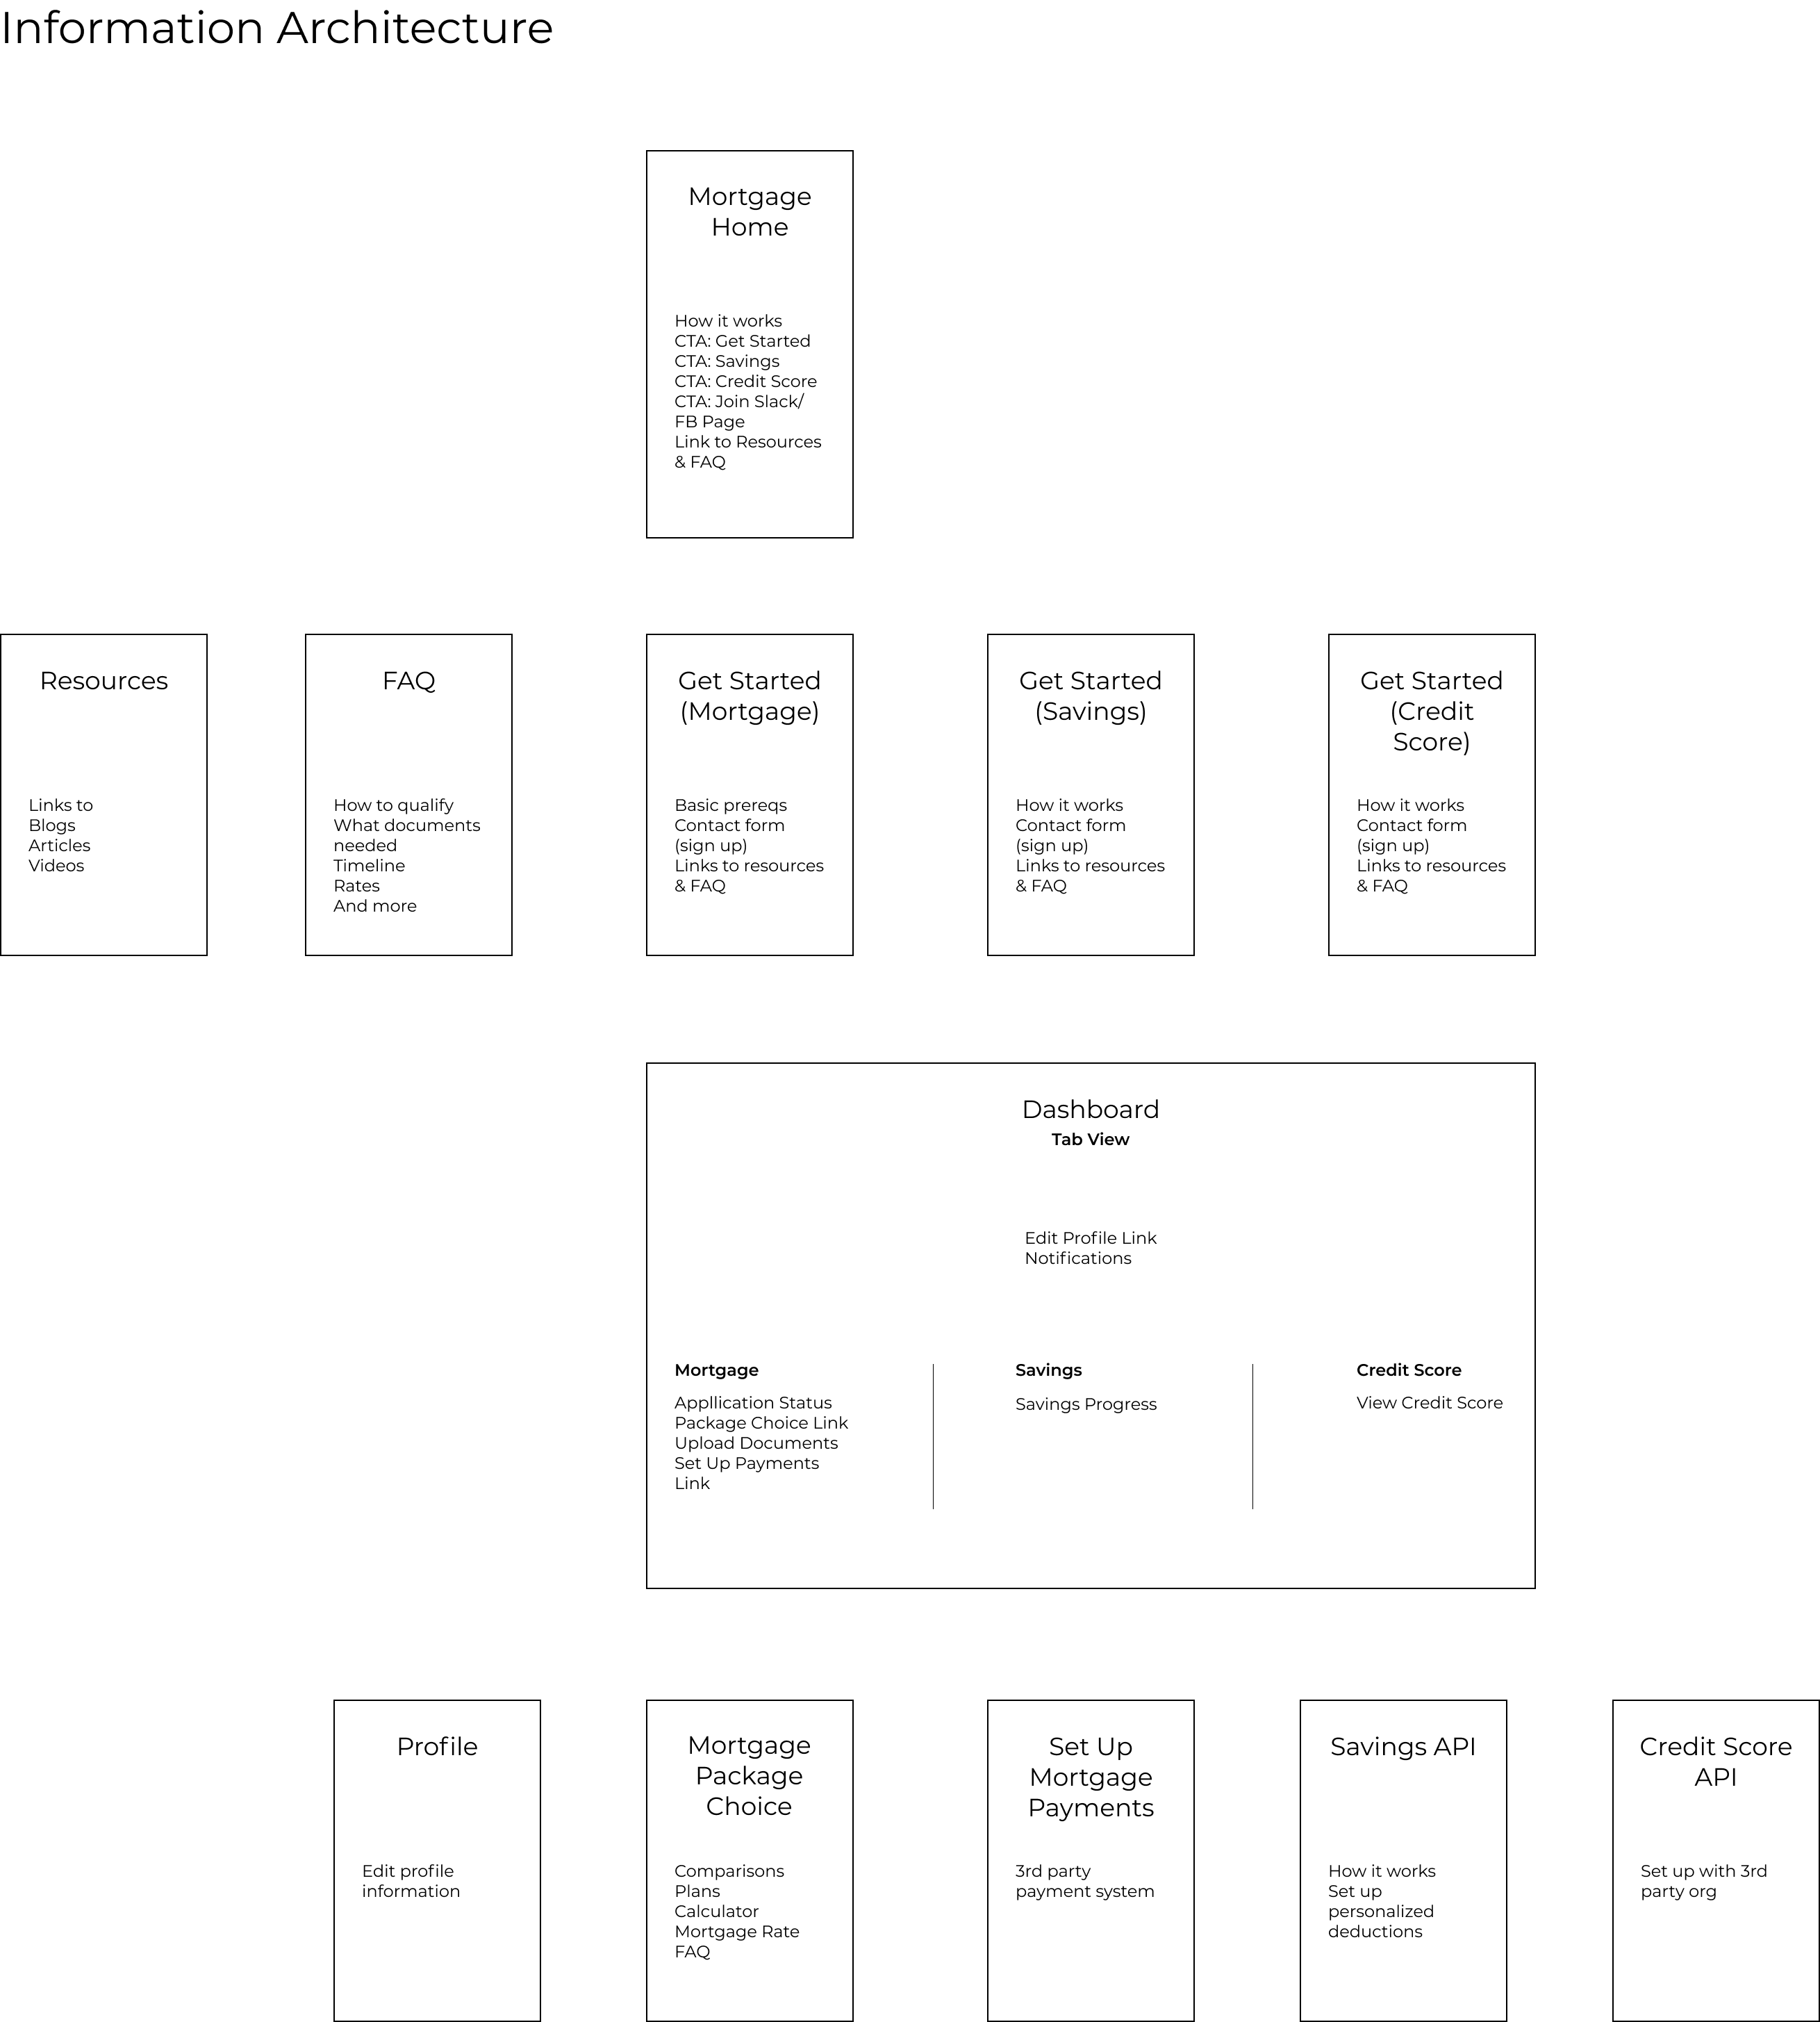 Information Architecture
Mortgage
Home
How it works
CTA: Get Started
CTA: Savings
CTA: Credit Score
CTA: Join Slack/
FB Page
Link to Resources
& FAQ
Resources
Links to
Blogs
Articles
Videos
FAQ
How to qualify
What documents
needed
Timeline
Rates
And more
Get Started
(Mortgage)
Basic prereqs
Contact form
(sign up)
Links to resources
& FAQ
Get Started
(Savings)
How it works
Contact form
(sign up)
Links to resources
& FAQ
Get Started
(Credit
Score)
How it works
Contact form
(sign up)
Links to resources
& FAQ
Dashboard
Tab View
Edit Profile Link
Notifications
Mortgage
Appllication Status
Package Choice Link
Upload Documents
Set Up Payments
Link
Savings
Savings Progress
Credit Score
View Credit Score
Profile
Edit profile
information
Mortgage
Package
Choice
Comparisons
Plans
Calculator
Mortgage Rate
FAQ
Set Up
Mortgage
Payments
3rd party
payment system
Savings API
How it works
Set up
personalized
deductions
Credit Score
API
Set up with 3rd
party org